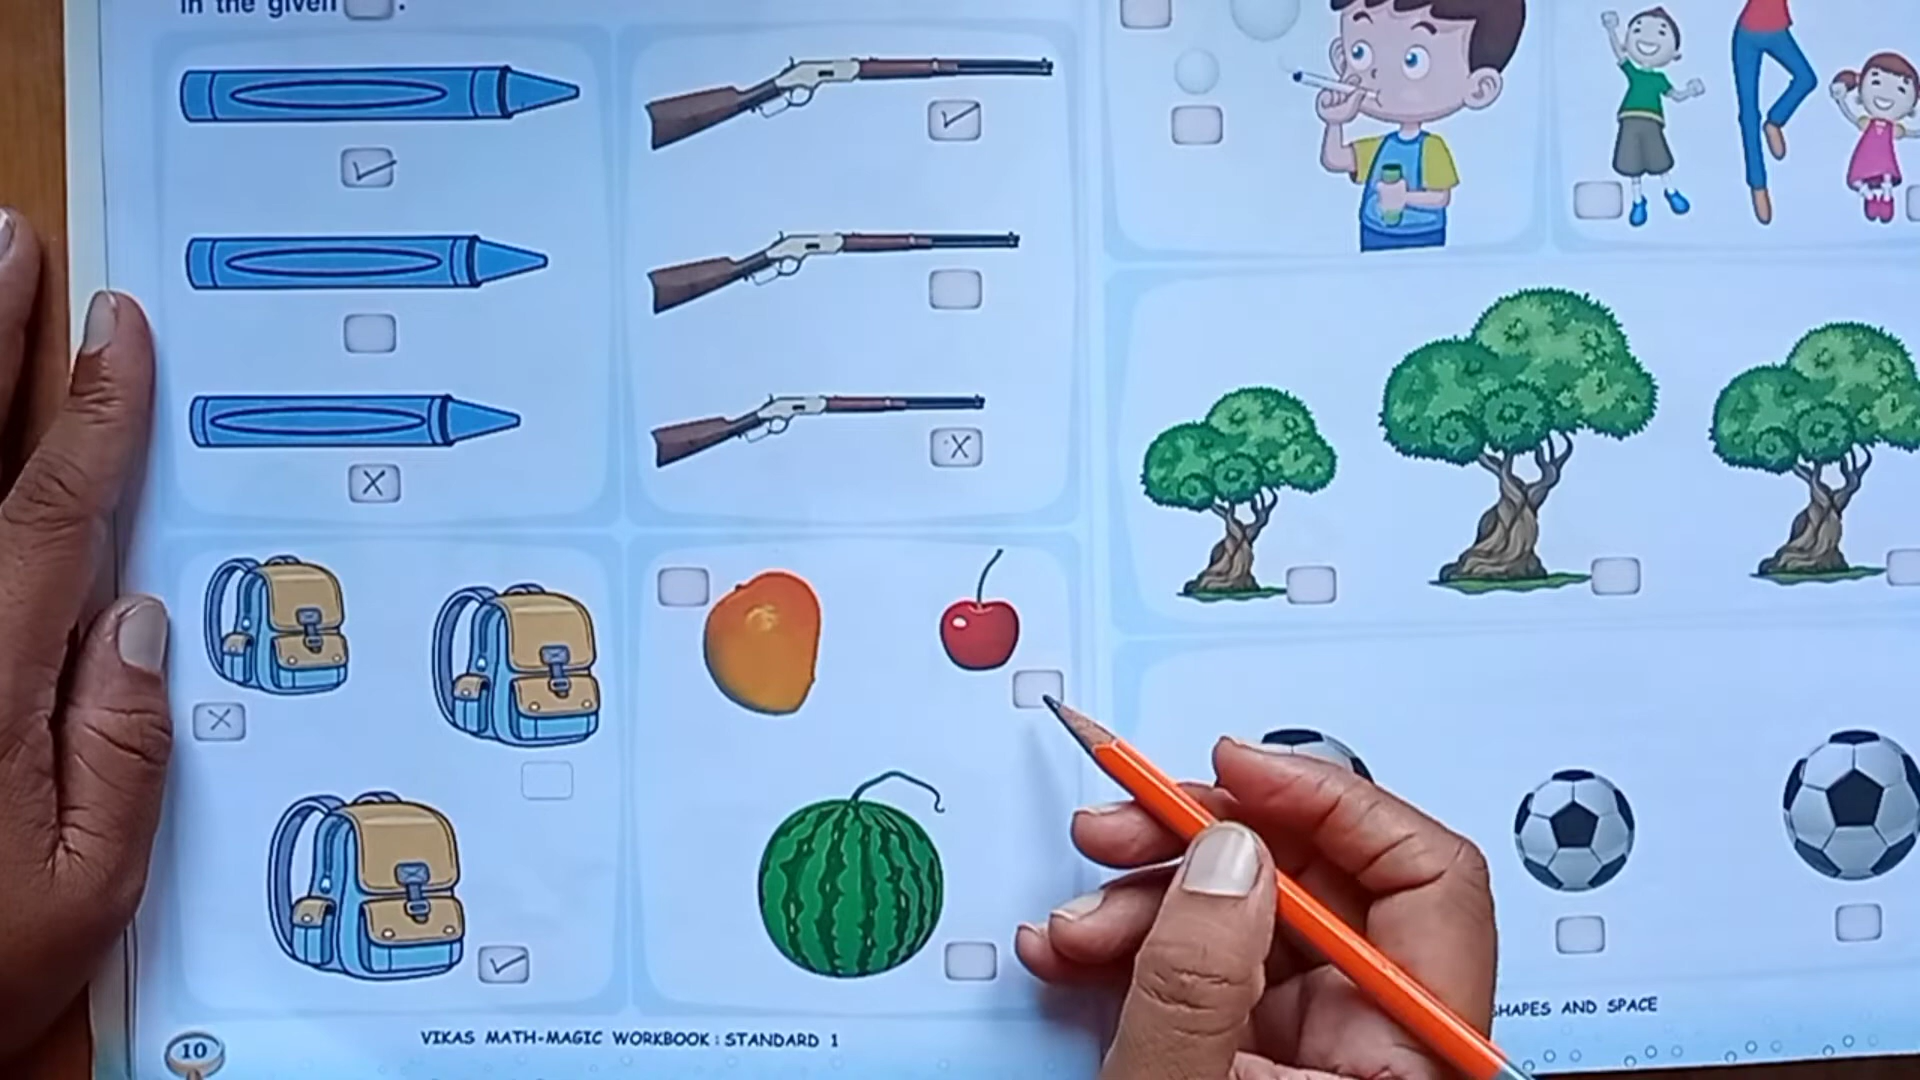 in the given
VIKAS MATH-MAGIC WORKBOOK : STANDARD 1
10
SHAPES AND SPACE